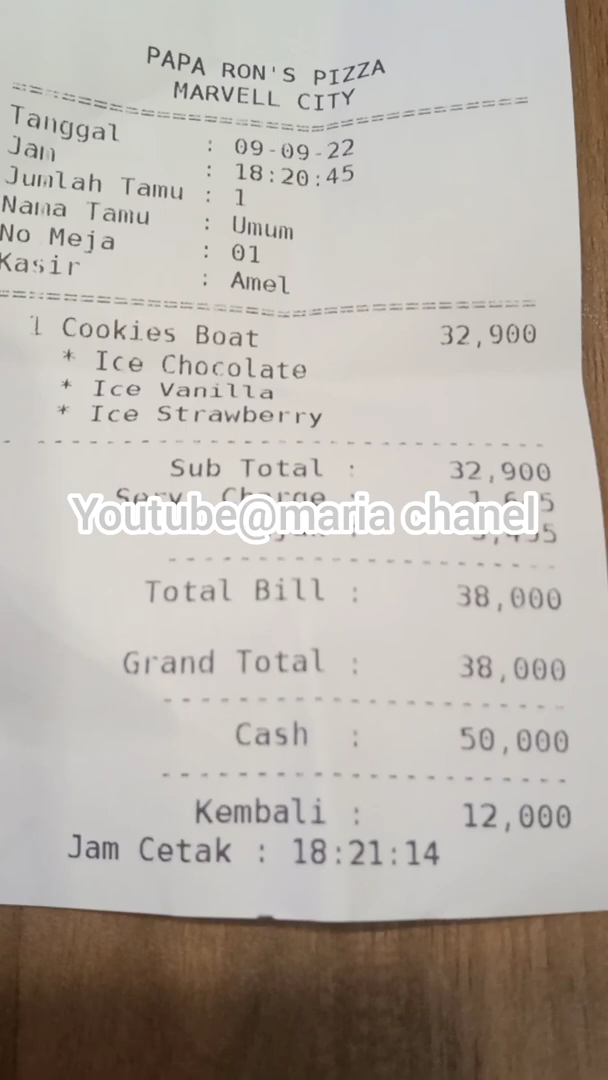 PAPA RON'S PIZZA
MARVELL CITY
Tanggal : 09-09-22
Jam : 18:20:45
Jumlah Tamu : 1
Nama Tamu : Umum
No Meja : 01
Kasir : Amel
1 Cookies Boat 32,900
* Ice Chocolate
* Ice Vanilla
* Ice Strawberry
Sub Total : 32,900
Serv. Charge :
Youtube@maria chanel
Total Bill : 38,000
Grand Total : 38,000
Cash : 50,000
Kembali : 12,000
Jam Cetak : 18:21:14